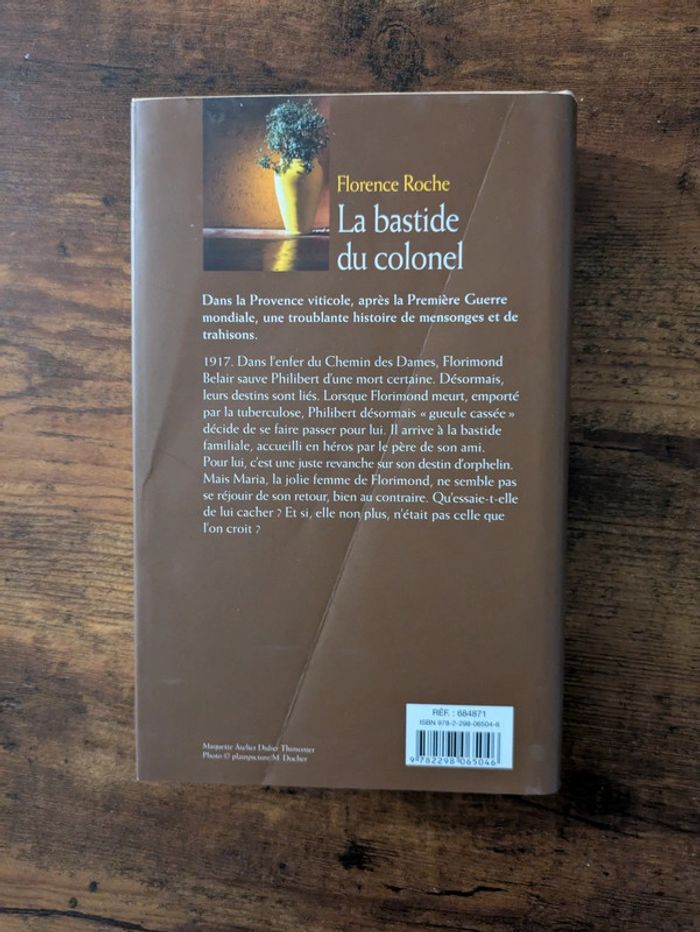 Florence Roche
La bastide
du colonel
Dans la Provence viticole, après la Première Guerre
mondiale, une troublante histoire de mensonges et de
trahisons.
1917. Dans l'enfer du Chemin des Dames, Florimond
Belair sauve Philibert d'une mort certaine. Désormais,
leurs destins sont liés. Lorsque Florimond meurt, emporté
par la tuberculose, Philibert désormais « gueule cassée »
décide de se faire passer pour lui. Il arrive à la bastide
familiale, accueilli en héros par le père de son ami.
Pour lui, c'est une juste revanche sur son destin d'orphelin.
Mais Maria, la jolie femme de Florimond, ne semble pas
se réjouir de son retour, bien au contraire. Qu'essaie-t-elle
de lui cacher ? Et si, elle non plus, n'était pas celle que
l'on croit ?
RÉF. : 684871
ISBN 978-2-298-06504-6
9 782298 065046
Maquette Atelier Didier Thimonier
Photo © plainpicture/M. Docher